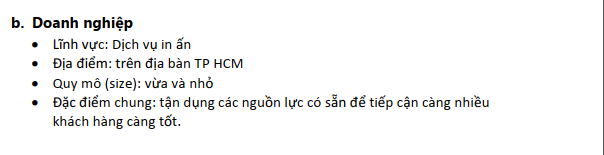 b. Doanh nghiệp
• Lĩnh vực: Dịch vụ in ấn
• Địa điểm: trên địa bàn TP HCM
• Quy mô (size): vừa và nhỏ
• Đặc điểm chung: tận dụng các nguồn lực có sẵn để tiếp cận càng nhiều
khách hàng càng tốt.